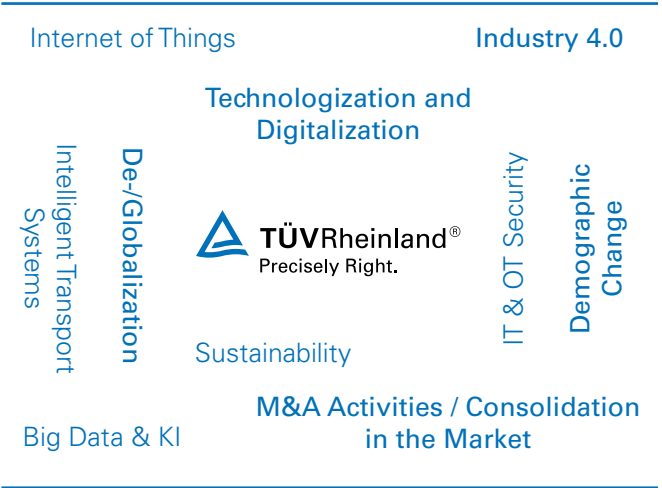 Internet of Things
Industry 4.0
Technologization and
Digitalization
Intelligent Transport
Systems
De-/Globalization
TÜVRheinland®
Precisely Right.
IT & OT Security
Demographic
Change
Sustainability
M&A Activities / Consolidation
in the Market
Big Data & KI